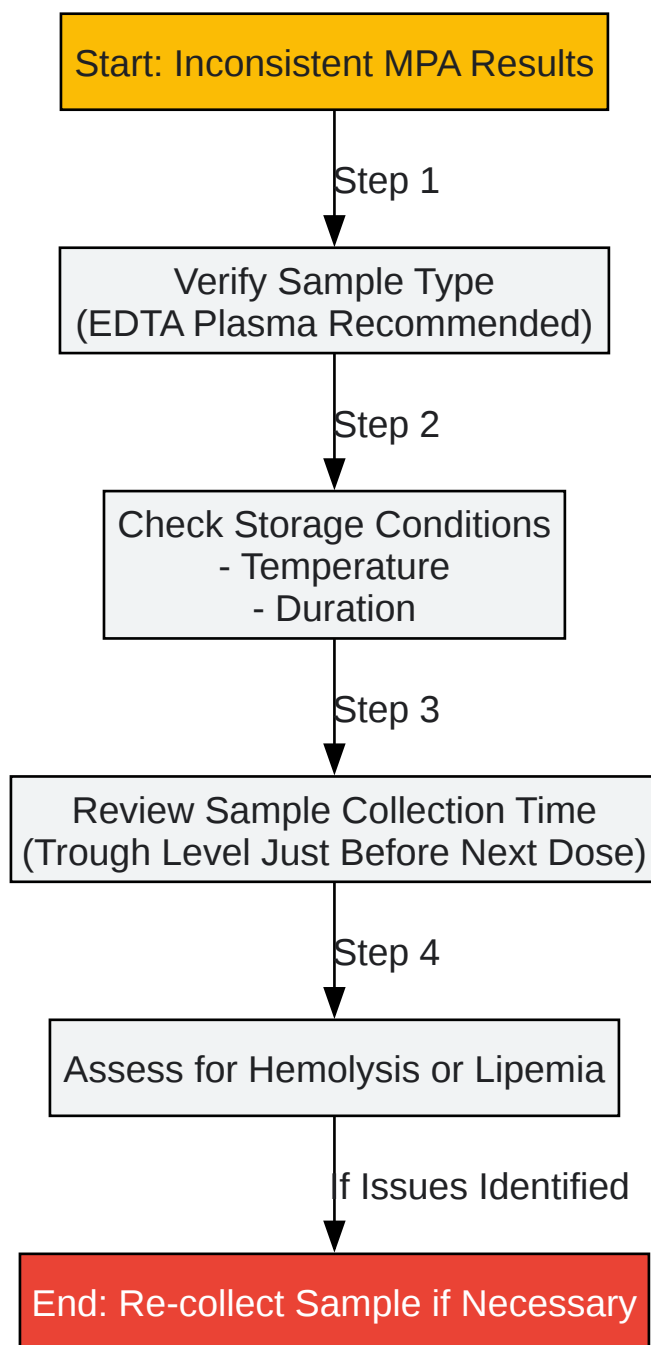 Start: Inconsistent MPA Results
Step 1
Verify Sample Type
(EDTA Plasma Recommended)
Step 2
Check Storage Conditions
- Temperature
- Duration
Step 3
Review Sample Collection Time
(Trough Level Just Before Next Dose)
Step 4
Assess for Hemolysis or Lipemia
If Issues Identified
End: Re-collect Sample if Necessary